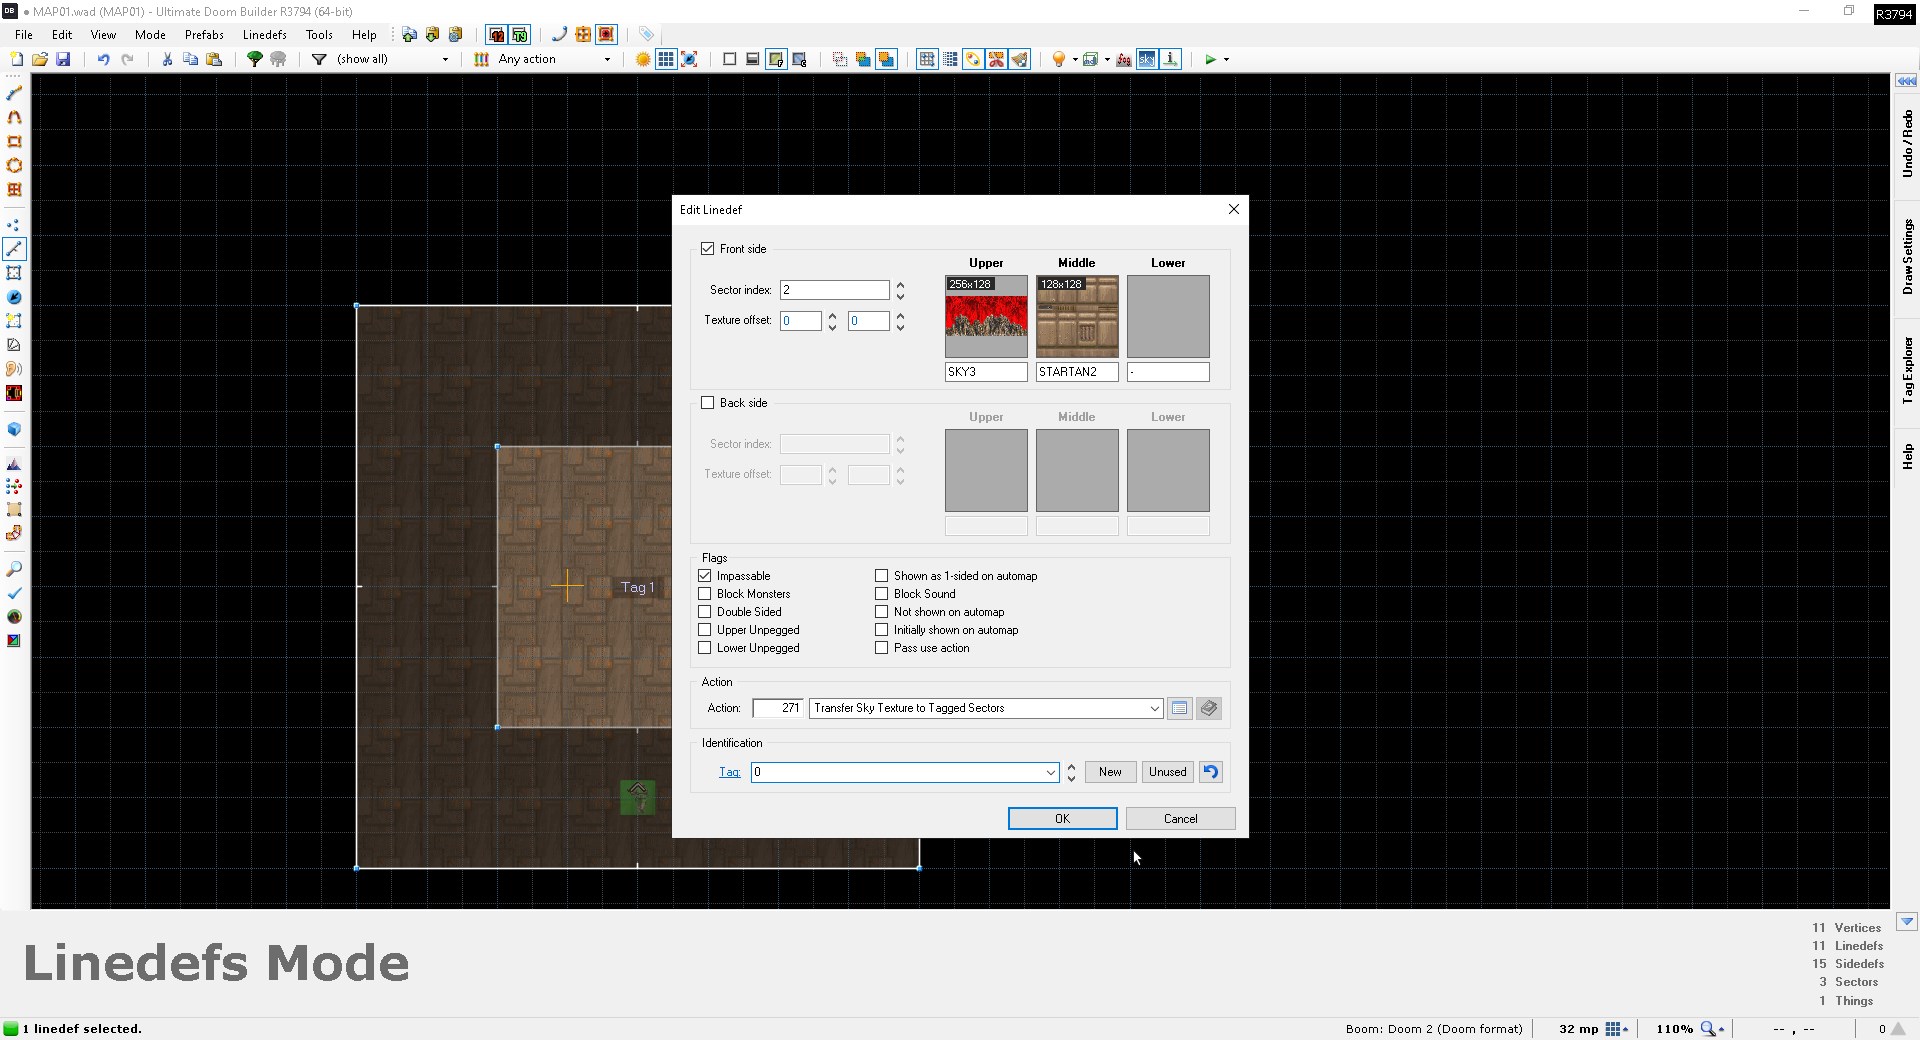 DB
● MAP01.wad (MAP01) - Ultimate Doom Builder R3794 (64-bit)
R3794
File Edit View Mode Prefabs Linedefs Tools Help
(show all)
Any action
fog
sky
Undo / Redo
Draw Settings
Tag Explorer
Help
Tag 1
Edit Linedef
Front side
Upper Middle Lower
Sector index: 2
Texture offset: 0 0
256x128
128x128
SKY3
STARTAN2
-
Back side
Upper Middle Lower
Sector index:
Texture offset:
Flags
Impassable
Block Monsters
Double Sided
Upper Unpegged
Lower Unpegged
Shown as 1-sided on automap
Block Sound
Not shown on automap
Initially shown on automap
Pass use action
Action
Action: 271 Transfer Sky Texture to Tagged Sectors
Identification
Tag: 0 New Unused
OK Cancel
Linedefs Mode
11 Vertices
11 Linedefs
15 Sidedefs
3 Sectors
1 Things
1 linedef selected.
Boom: Doom 2 (Doom format)
32 mp
110%
-- , --
0